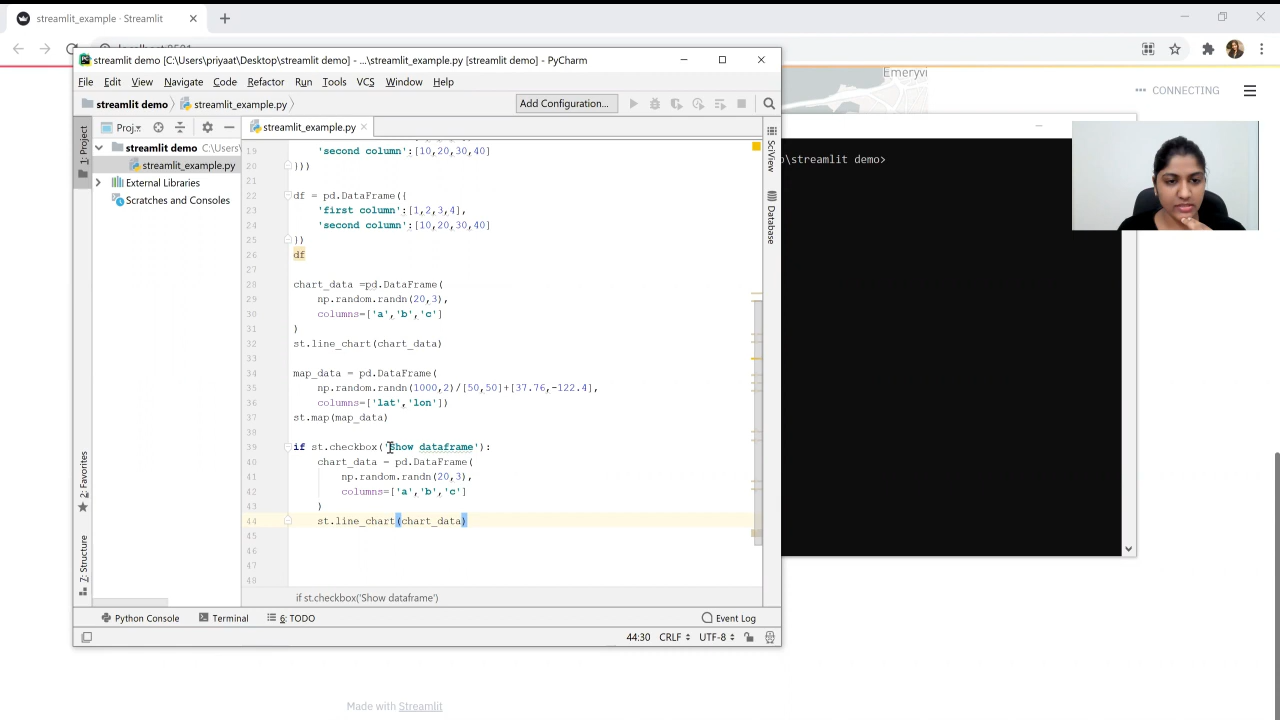 streamlit_example · Streamlit
localhost:8501
Emeryvi
CONNECTING
streamlit demo [C:\Users\priyaat\Desktop\streamlit demo] - ...\streamlit_example.py [streamlit demo] - PyCharm
File Edit View Navigate Code Refactor Run Tools VCS Window Help
streamlit demo streamlit_example.py Add Configuration...
Proj. streamlit_example.py
1: Project
streamlit demo C:\Users\
streamlit_example.py
External Libraries
Scratches and Consoles
SciView
Database
2: Favorites
7: Structure
p\streamlit demo>
19 'second column':[10,20,30,40]
20 }))
21
22 df = pd.DataFrame({
23 'first column':[1,2,3,4],
24 'second column':[10,20,30,40]
25 })
26 df
27
28 chart_data =pd.DataFrame(
29 np.random.randn(20,3),
30 columns=['a','b','c']
31 )
32 st.line_chart(chart_data)
33
34 map_data = pd.DataFrame(
35 np.random.randn(1000,2)/[50,50]+[37.76,-122.4],
36 columns=['lat','lon'])
37 st.map(map_data)
38
39 if st.checkbox('Show dataframe'):
40 chart_data = pd.DataFrame(
41 np.random.randn(20,3),
42 columns=['a','b','c']
43 )
44 st.line_chart(chart_data)
45
46
47
48
if st.checkbox('Show dataframe')
Python Console Terminal 6: TODO Event Log
44:30 CRLF UTF-8
Made with Streamlit